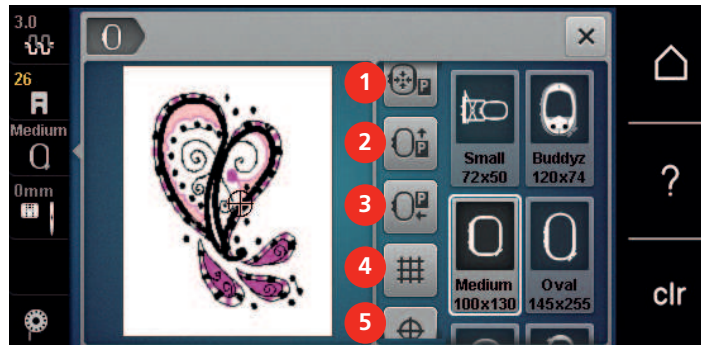 3.0
26
Medium
0mm
1
P
2
P
3
P
4
5
Small
72x50
Buddyz
120x74
Medium
100x130
Oval
145x255
?
clr